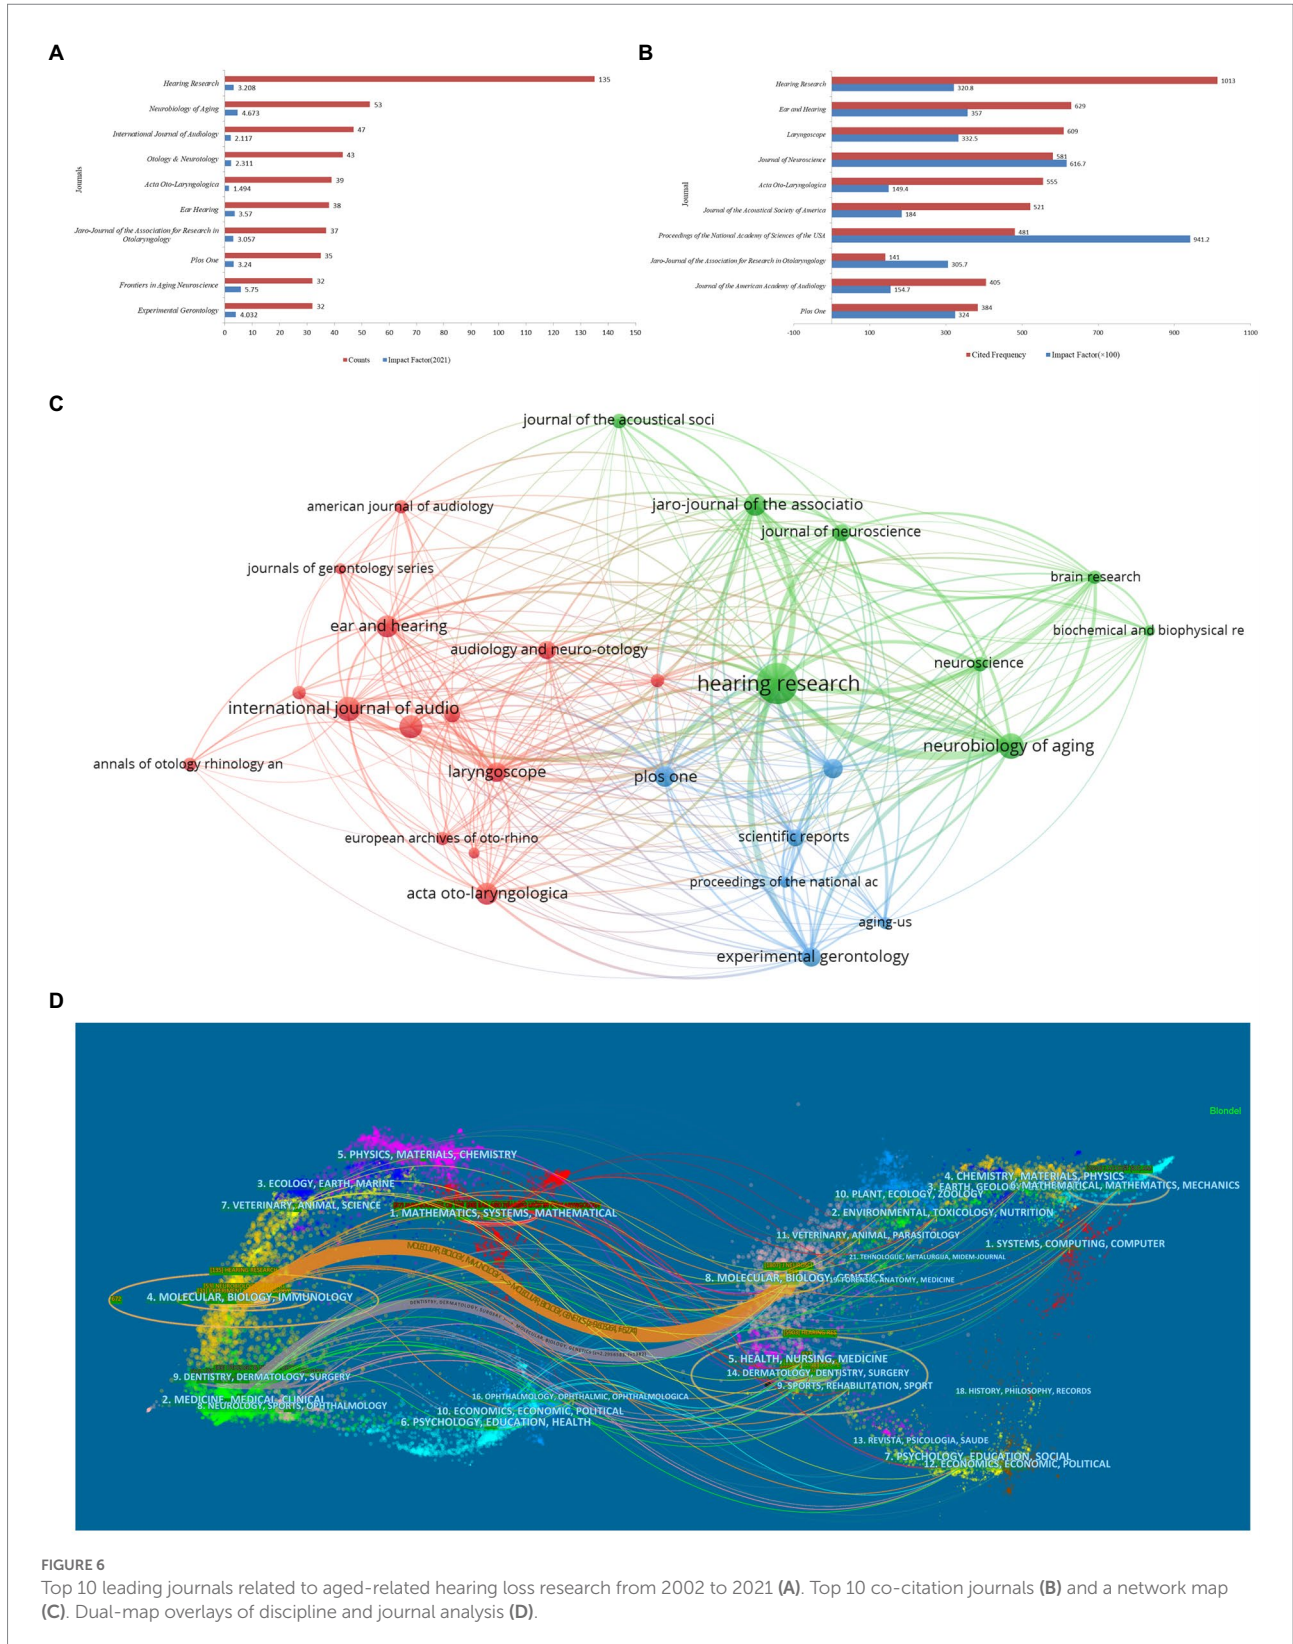 A
Hearing Research
135
3.208
Neurobiology of Aging
53
4.673
International Journal of Audiology
47
2.117
Otology & Neurotology
43
2.311
Acta Oto-Laryngologica
39
1.494
Ear Hearing
38
3.57
Jaro-Journal of the Association for Research in
Otolaryngology
37
3.057
Plos One
35
3.24
Frontiers in Aging Neuroscience
32
5.75
Experimental Gerontology
32
4.032
Journals
0 10 20 30 40 50 60 70 80 90 100 110 120 130 140 150
Counts Impact Factor(2021)
B
Hearing Research
1013
320.8
Ear and Hearing
629
357
Laryngoscope
609
332.5
Journal of Neuroscience
581
616.7
Acta Oto-Laryngologica
555
149.4
Journal of the Acoustical Society of America
521
184
Proceedings of the National Academy of Sciences of the USA
481
941.2
Jaro-Journal of the Association for Research in Otolaryngology
141
305.7
Journal of the American Academy of Audiology
405
154.7
Plos One
384
324
Journal
-100 100 300 500 700 900 1100
Cited Frequency Impact Factor(×100)
C
journal of the acoustical soci
american journal of audiology
jaro-journal of the associatio
journal of neuroscience
journals of gerontology series
brain research
ear and hearing
biochemical and biophysical re
audiology and neuro-otology
neuroscience
hearing research
international journal of audio
neurobiology of aging
annals of otology rhinology an
laryngoscope
plos one
european archives of oto-rhino
scientific reports
proceedings of the national ac
acta oto-laryngologica
aging-us
experimental gerontology
D
Blondel
5. PHYSICS, MATERIALS, CHEMISTRY
3. ECOLOGY, EARTH, MARINE
7. VETERINARY, ANIMAL, SCIENCE
1. MATHEMATICS, SYSTEMS, MATHEMATICAL
4. MOLECULAR, BIOLOGY, IMMUNOLOGY
9. DENTISTRY, DERMATOLOGY, SURGERY
2. MEDICINE, MEDICAL, CLINICAL
8. NEUROLOGY, SPORTS, OPHTHALMOLOGY
16. OPHTHALMOLOGY, OPHTHALMIC, OPHTHALMOLOGICA
10. ECONOMICS, ECONOMIC, POLITICAL
6. PSYCHOLOGY, EDUCATION, HEALTH
4. CHEMISTRY, MATERIALS, PHYSICS
3. EARTH, GEOLO
6. MATHEMATICAL, MATHEMATICS, MECHANICS
10. PLANT, ECOLOGY, ZOOLOGY
2. ENVIRONMENTAL, TOXICOLOGY, NUTRITION
11. VETERINARY, ANIMAL, PARASITOLOGY
1. SYSTEMS, COMPUTING, COMPUTER
21. TEHNOLOGIJE, METALURGIJA, MIDEM-JOURNAL
8. MOLECULAR, BIOLOGY, GENETICS
19. FORENSIC, ANATOMY, MEDICINE
5. HEALTH, NURSING, MEDICINE
14. DERMATOLOGY, DENTISTRY, SURGERY
9. SPORTS, REHABILITATION, SPORT
18. HISTORY, PHILOSOPHY, RECORDS
13. REVISTA, PSICOLOGIA, SAUDE
7. PSYCHOLOGY, EDUCATION, SOCIAL
12. ECONOMICS, ECONOMIC, POLITICAL
FIGURE 6
Top 10 leading journals related to aged-related hearing loss research from 2002 to 2021 (A). Top 10 co-citation journals (B) and a network map
(C). Dual-map overlays of discipline and journal analysis (D).